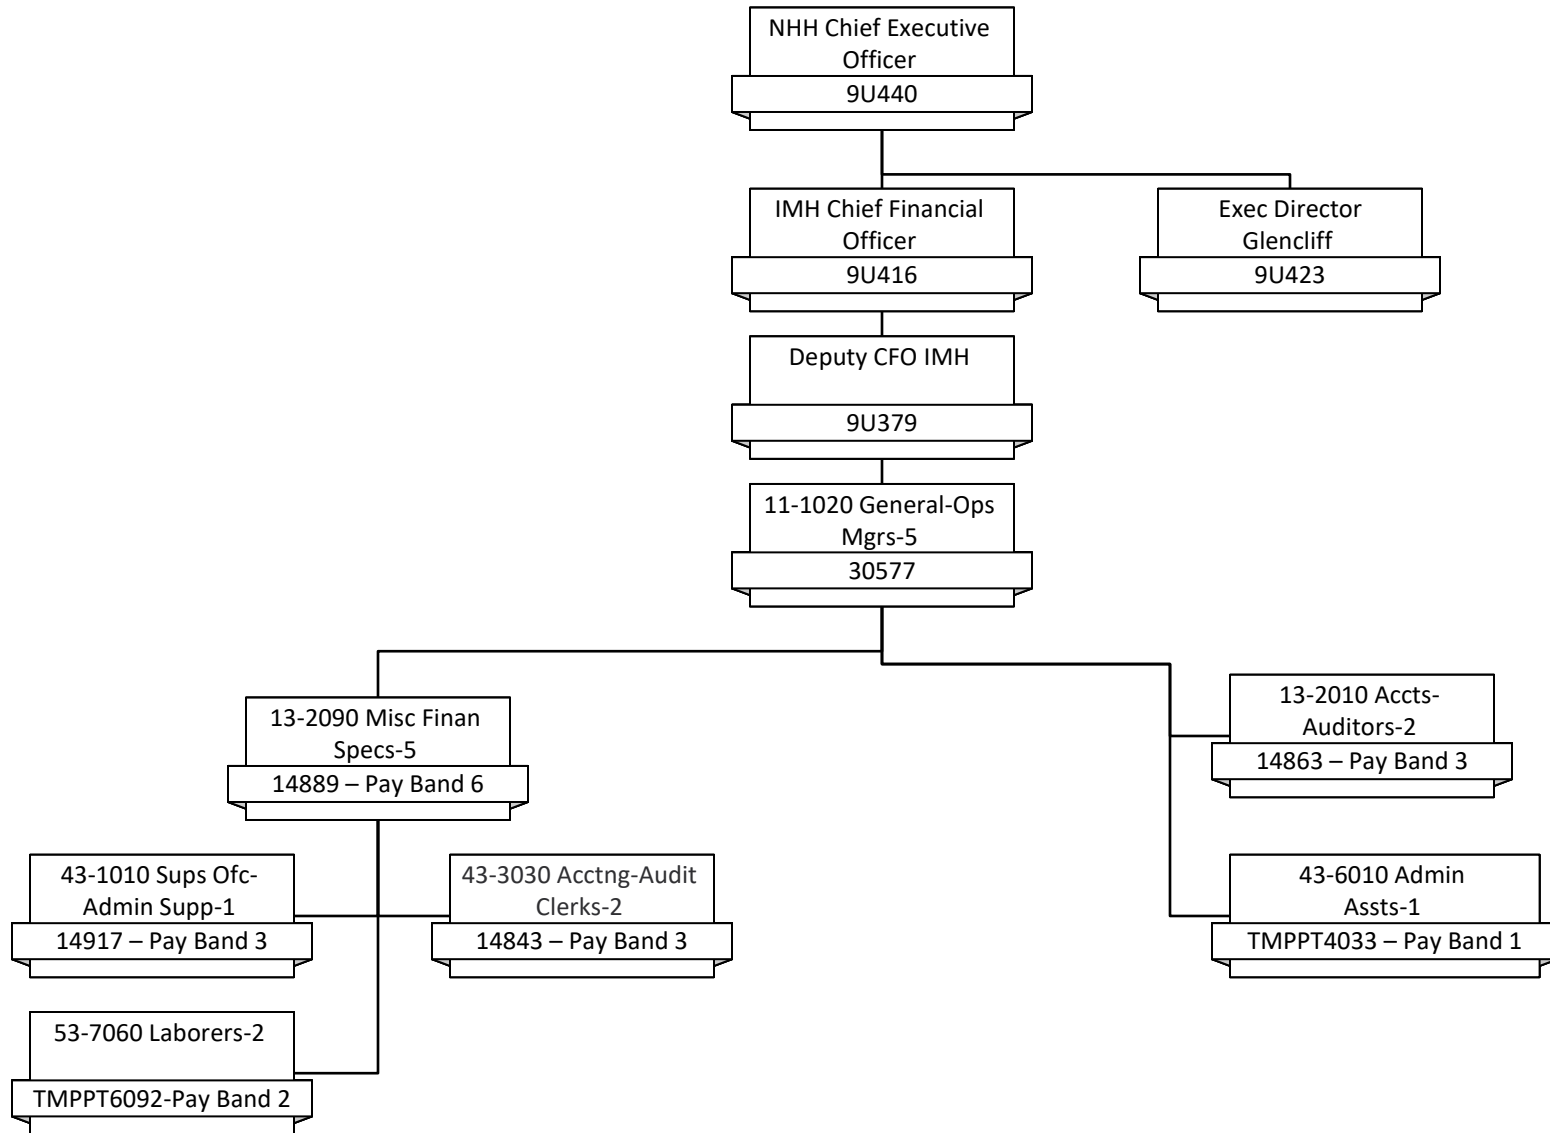 NHH Chief Executive
Officer
9U440
IMH Chief Financial
Officer
9U416
Exec Director
Glencliff
9U423
Deputy CFO IMH
9U379
11-1020 General-Ops
Mgrs-5
30577
13-2090 Misc Finan
Specs-5
14889 – Pay Band 6
13-2010 Accts-
Auditors-2
14863 – Pay Band 3
43-1010 Sups Ofc-
Admin Supp-1
14917 – Pay Band 3
43-3030 Acctng-Audit
Clerks-2
14843 – Pay Band 3
43-6010 Admin
Assts-1
TMPPT4033 – Pay Band 1
53-7060 Laborers-2
TMPPT6092-Pay Band 2